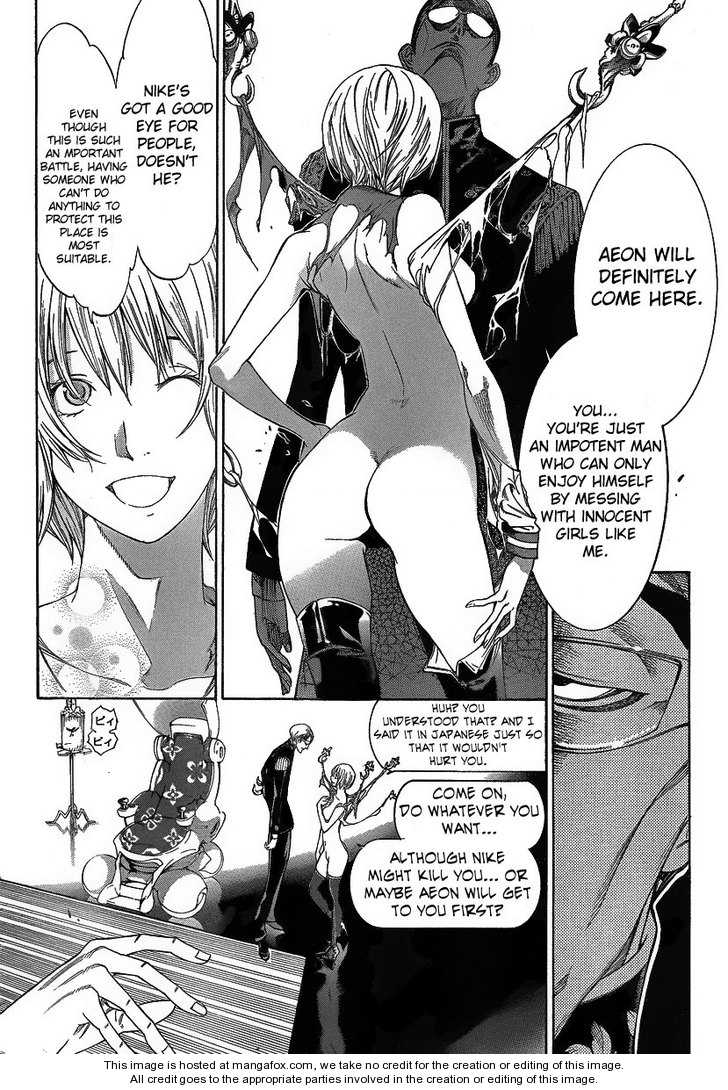 AEON WILL
DEFINITELY
COME HERE.
YOU...
YOU'RE JUST
AN IMPOTENT MAN
WHO CAN ONLY
ENJOY HIMSELF
BY MESSING
WITH INNOCENT
GIRLS LIKE
ME.
NIKE'S
GOT A GOOD
EYE FOR
PEOPLE,
DOESN'T
HE?
EVEN
THOUGH
THIS IS SUCH
AN MPORTANT
BATTLE, HAVING
SOMEONE WHO
CAN'T DO
ANYTHING TO
PROTECT THIS
PLACE IS
MOST
SUITABLE.
HUH? YOU
UNDERSTOOD THAT? AND I
SAID IT IN JAPANESE JUST SO
THAT IT WOULDN'T
HURT YOU.
COME ON,
DO WHATEVER YOU
WANT...
ALTHOUGH NIKE
MIGHT KILL YOU... OR
MAYBE AEON WILL GET
TO YOU FIRST?
ピィ
ピィ
This image is hosted at mangafox.com, we take no credit for the creation or editing of this image.
All credit goes to the appropriate parties involved in the creation or editing of this image.